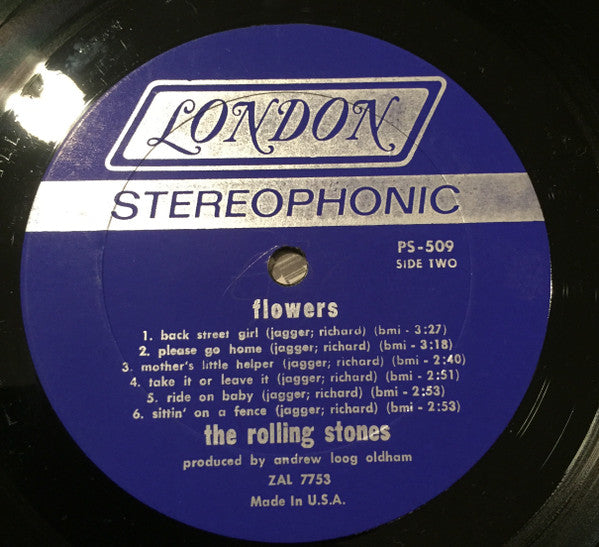 LONDON
STEREOPHONIC
PS-509
SIDE TWO
flowers
1. back street girl (jagger; richard) (bmi - 3:27)
2. please go home (jagger; richard) (bmi - 3:18)
3. mother's little helper (jagger; richard) (bmi - 2:40)
4. take it or leave it (jagger; richard) (bmi - 2:51)
5. ride on baby (jagger; richard) (bmi - 2:53)
6. sittin' on a fence (jagger; richard) (bmi - 2:53)
the rolling stones
produced by andrew loog oldham
ZAL 7753
Made In U.S.A.